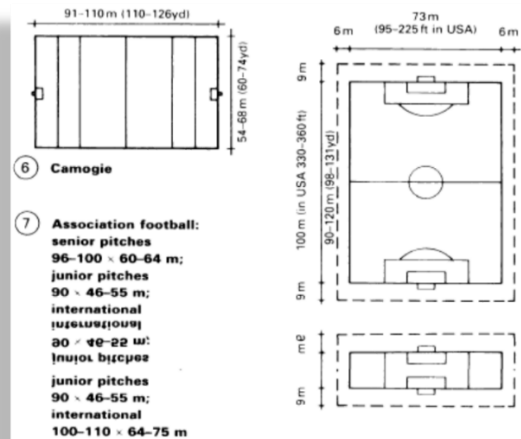 91–110 m (110–126yd)
54–68 m (60–74yd)
6 Camogie
7 Association football:
senior pitches
96–100 × 60–64 m;
junior pitches
90 × 46–55 m;
international
international
90 × 46–55 m;
junior pitches
junior pitches
90 × 46–55 m;
international
100–110 × 64–75 m
73 m
(95–225 ft in USA)
6 m
6 m
9 m
100 m (in USA 330–360 ft)
90–120 m (98–131yd)
9 m
9 m
9 m